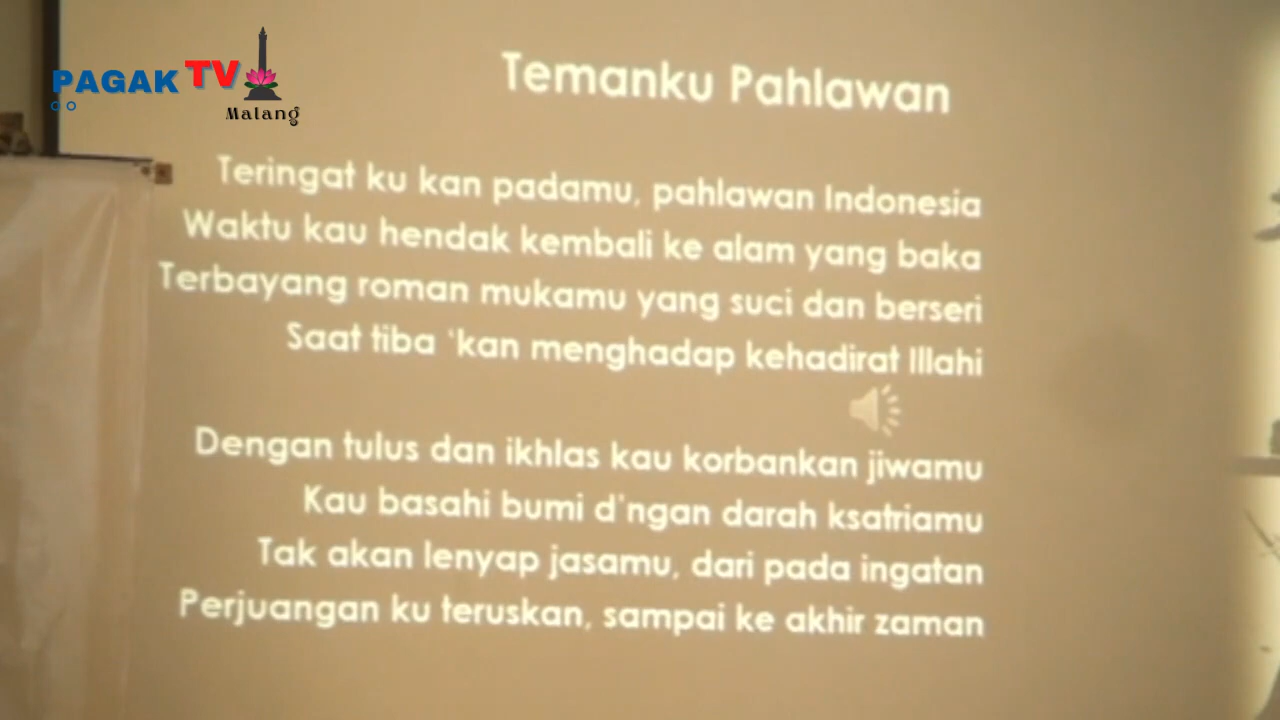 PAGAK TV
Malang
Temanku Pahlawan
Teringat ku kan padamu, pahlawan Indonesia
Waktu kau hendak kembali ke alam yang baka
Terbayang roman mukamu yang suci dan berseri
Saat tiba ‘kan menghadap kehadirat Illahi
Dengan tulus dan ikhlas kau korbankan jiwamu
Kau basahi bumi d'ngan darah ksatriamu
Tak akan lenyap jasamu, dari pada ingatan
Perjuangan ku teruskan, sampai ke akhir zaman